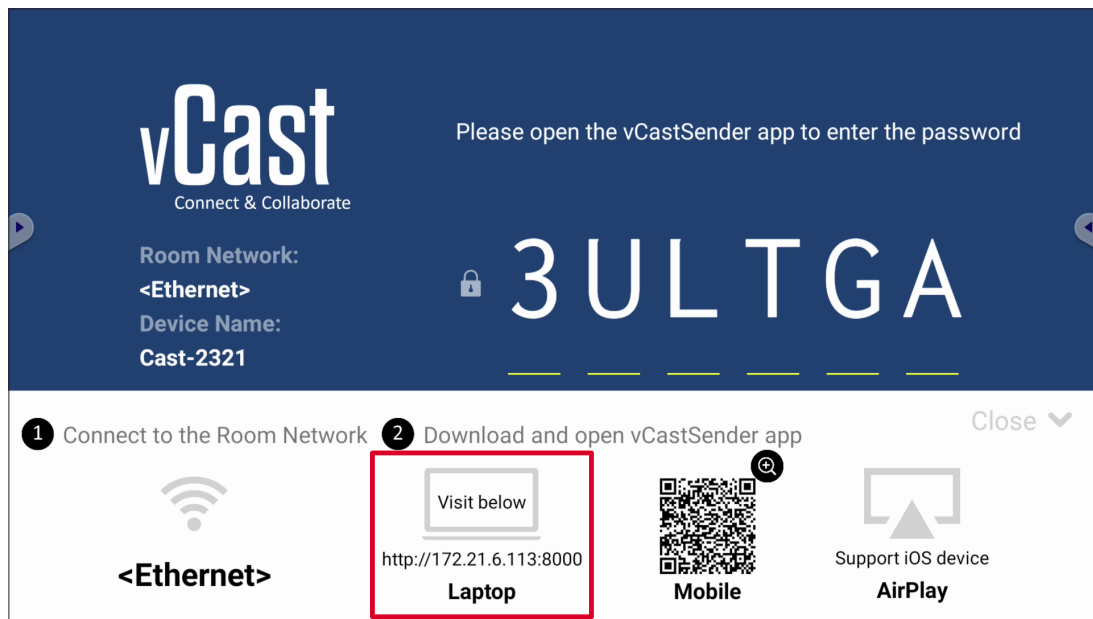 vCast
Connect & Collaborate
Please open the vCastSender app to enter the password
Room Network:
<Ethernet>
Device Name:
Cast-2321
3ULTGA
Close
1 Connect to the Room Network
2 Download and open vCastSender app
<Ethernet>
Visit below
http://172.21.6.113:8000
Laptop
Mobile
Support iOS device
AirPlay